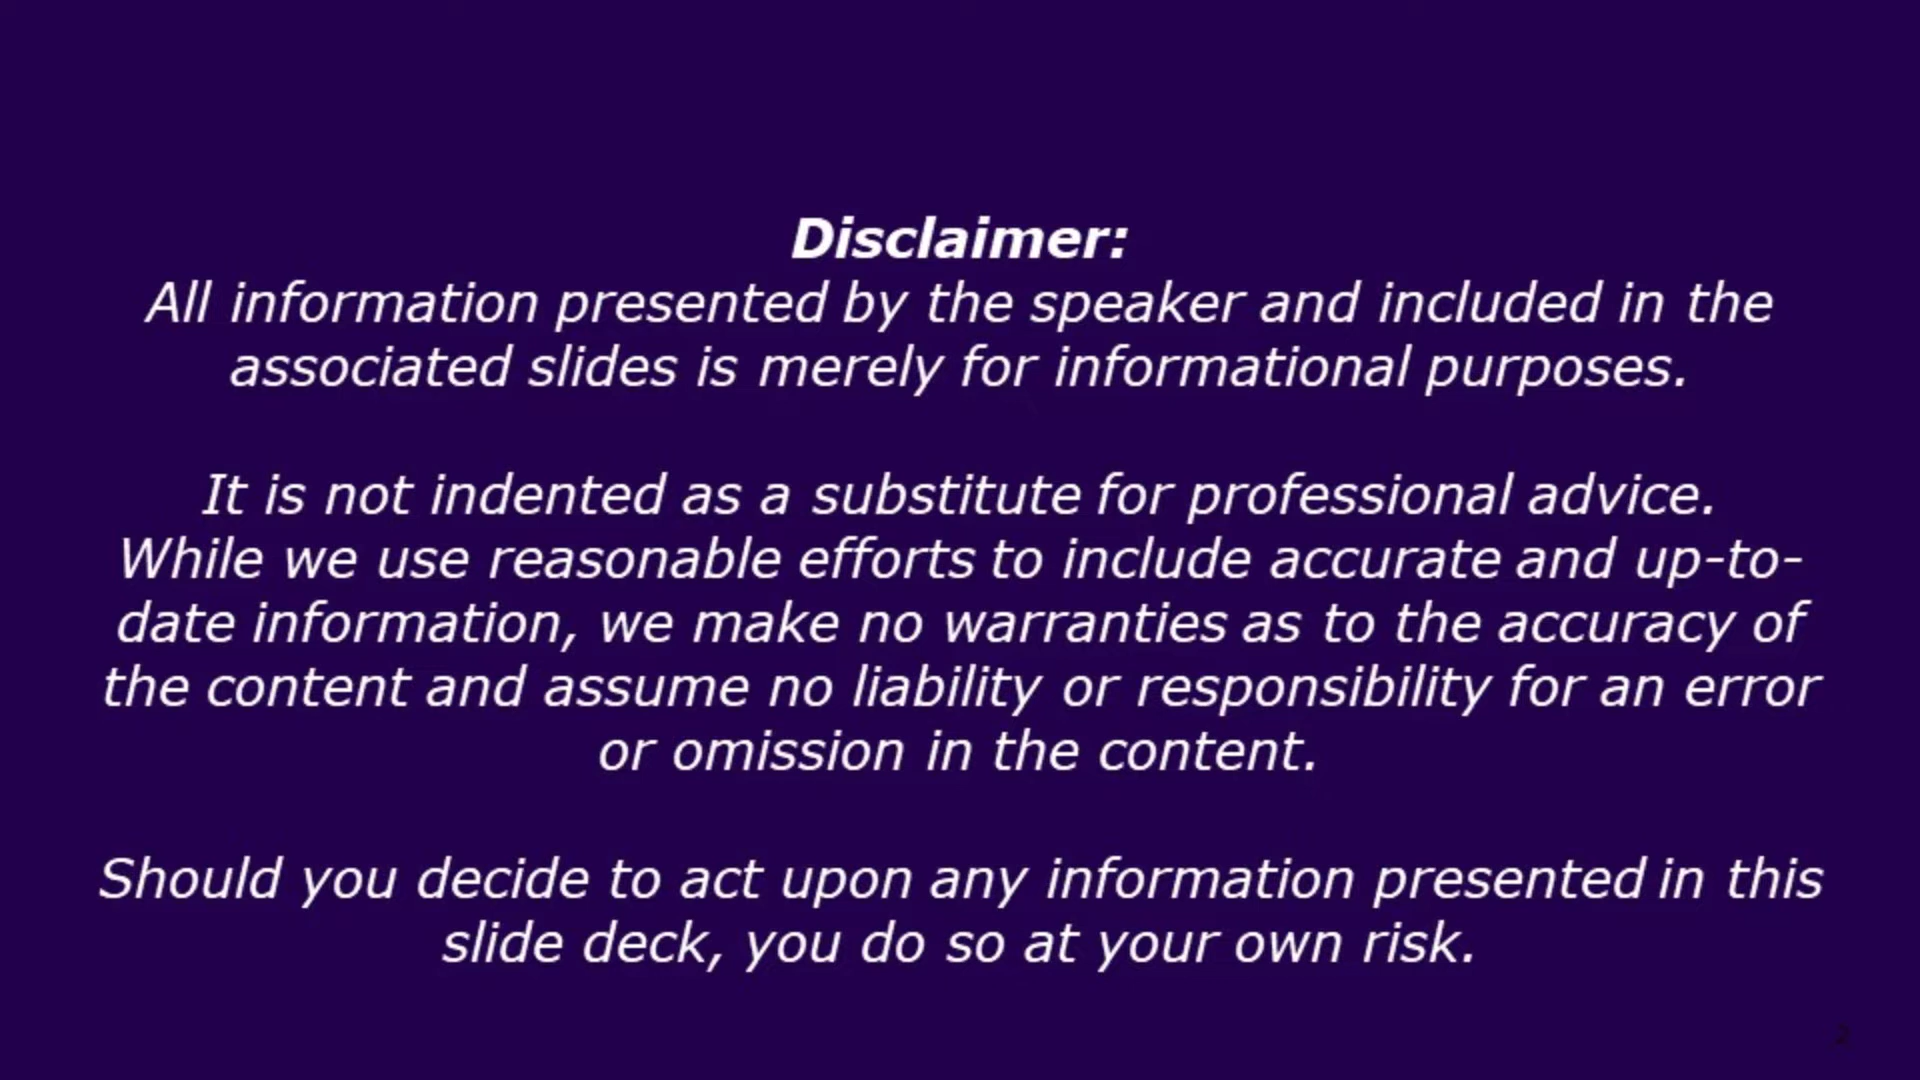 Disclaimer:
All information presented by the speaker and included in the
associated slides is merely for informational purposes.
It is not indented as a substitute for professional advice.
While we use reasonable efforts to include accurate and up-to-
date information, we make no warranties as to the accuracy of
the content and assume no liability or responsibility for an error
or omission in the content.
Should you decide to act upon any information presented in this
slide deck, you do so at your own risk.
2